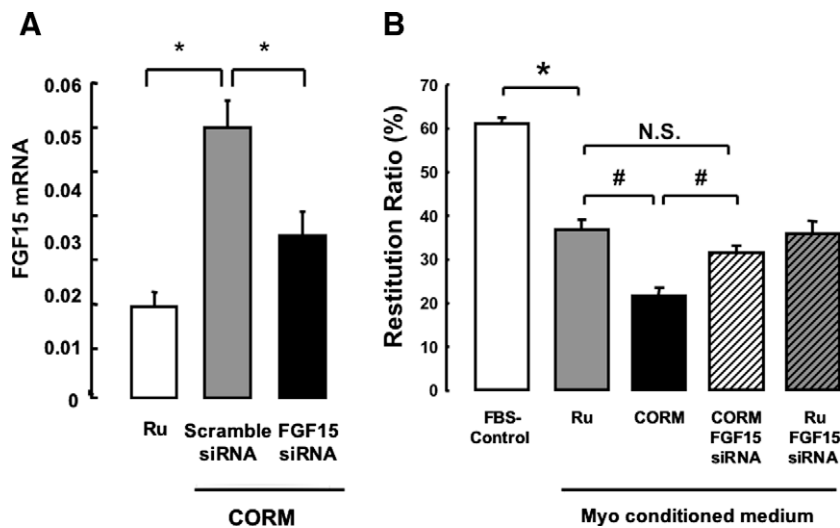 A
*
*
FGF15 mRNA
0.06
0.05
0.04
0.03
0.02
0.01
0
Ru
Scramble
siRNA
FGF15
siRNA
CORM
B
*
N.S.
#
#
Restitution Ratio (%)
70
60
50
40
30
20
10
0
FBS-
Control
Ru
CORM
CORM
FGF15
siRNA
Ru
FGF15
siRNA
Myo conditioned medium